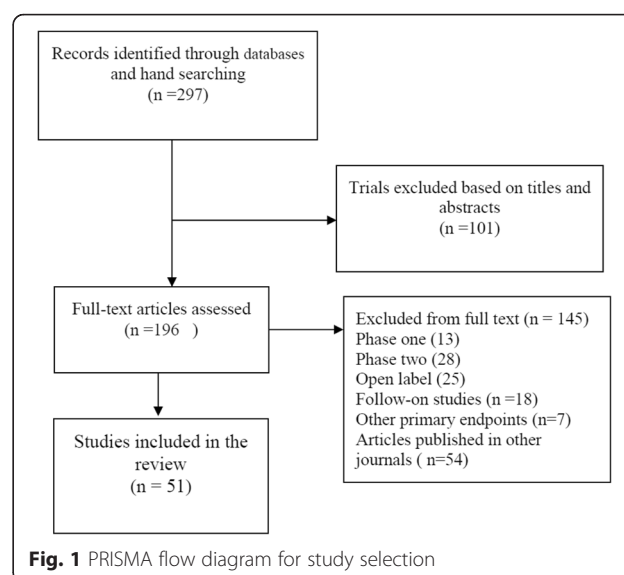 Records identified through databases
and hand searching
(n =297)
Trials excluded based on titles and
abstracts
(n =101)
Full-text articles assessed
(n =196 )
Excluded from full text (n = 145)
Phase one (13)
Phase two (28)
Open label (25)
Follow-on studies (n =18)
Other primary endpoints (n=7)
Articles published in other
journals ( n=54)
Studies included in the
review
(n = 51)
Fig. 1 PRISMA flow diagram for study selection